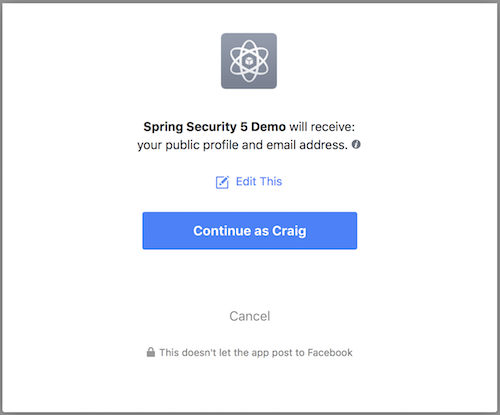 Spring Security 5 Demo will receive:
your public profile and email address.
Edit This
Continue as Craig
Cancel
This doesn't let the app post to Facebook